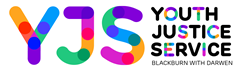 YJS
YOUTH
JUSTICE
SERVICE
BLACKBURN WITH DARWEN